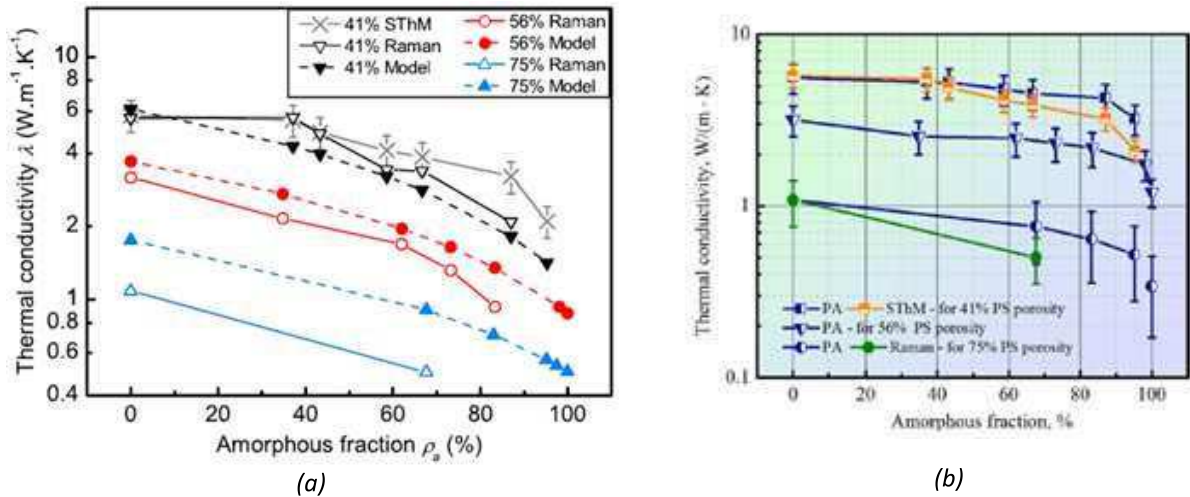 41% SThM
41% Raman
41% Model
56% Raman
56% Model
75% Raman
75% Model
Thermal conductivity λ (W.m⁻¹.K⁻¹)
10
8
6
4
2
1
0.8
0.6
0.4
0 20 40 60 80 100
Amorphous fraction ρₐ (%)
(a)
Thermal conductivity, W/(m · K)
10
1
0.1
PA SThM - for 41% PS porosity
PA - for 56% PS porosity
PA Raman - for 75% PS porosity
0 20 40 60 80 100
Amorphous fraction, %
(b)